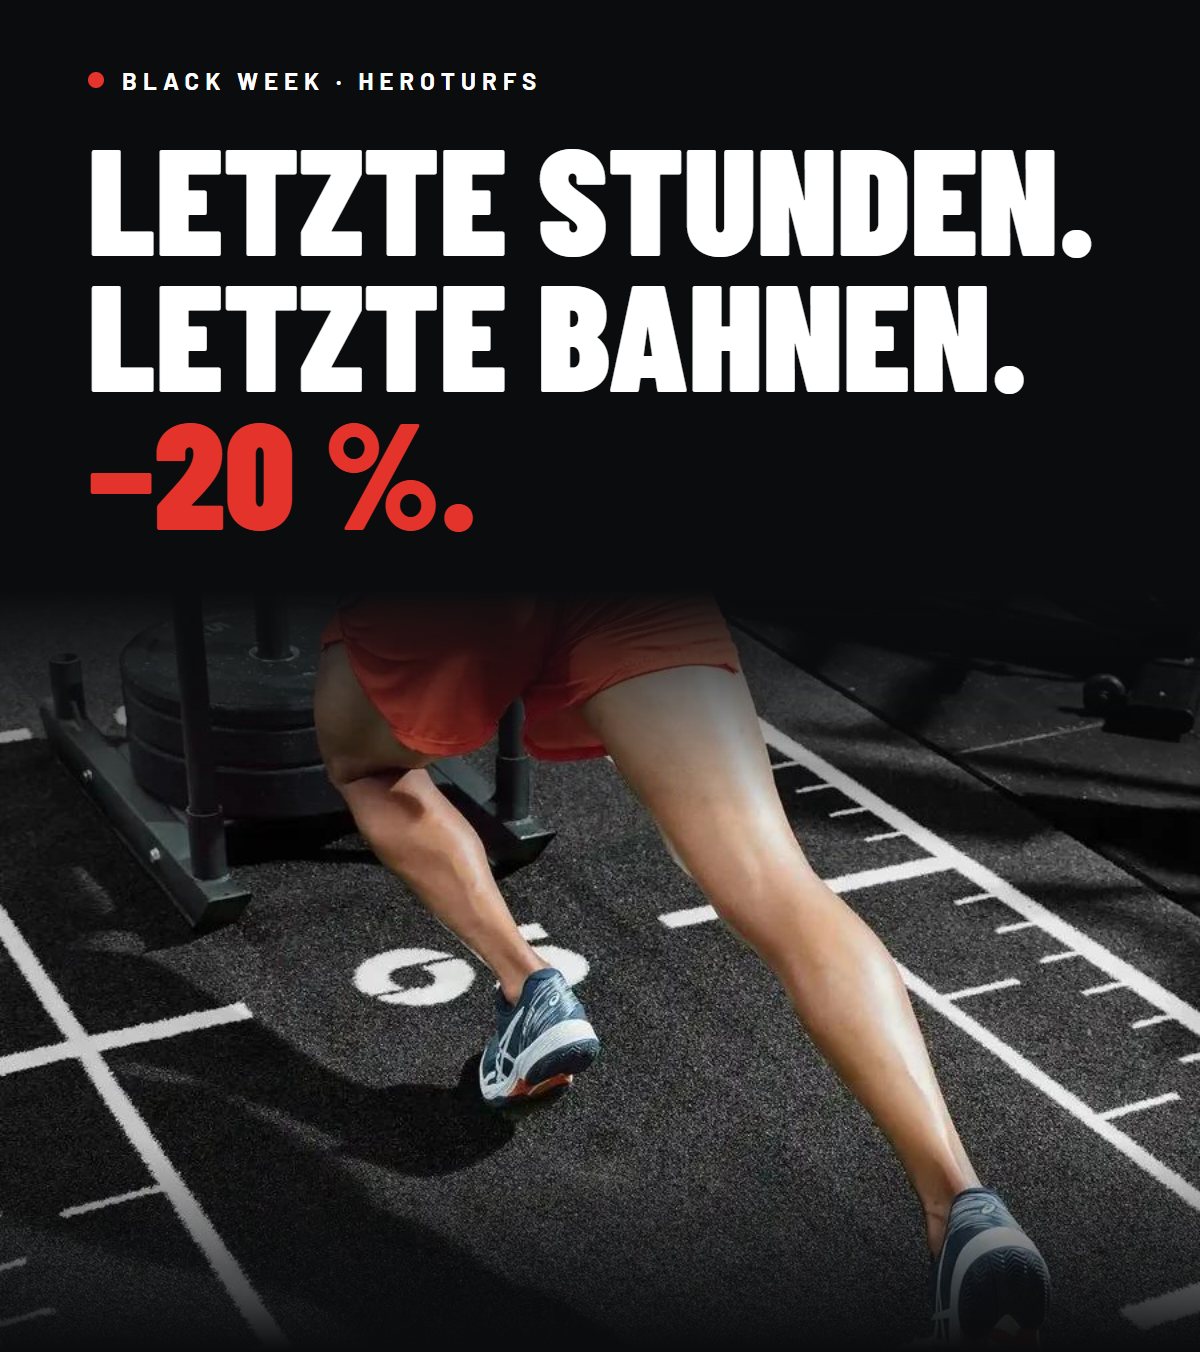 BLACK WEEK · HEROTURFS
LETZTE STUNDEN.
LETZTE BAHNEN.
–20 %.